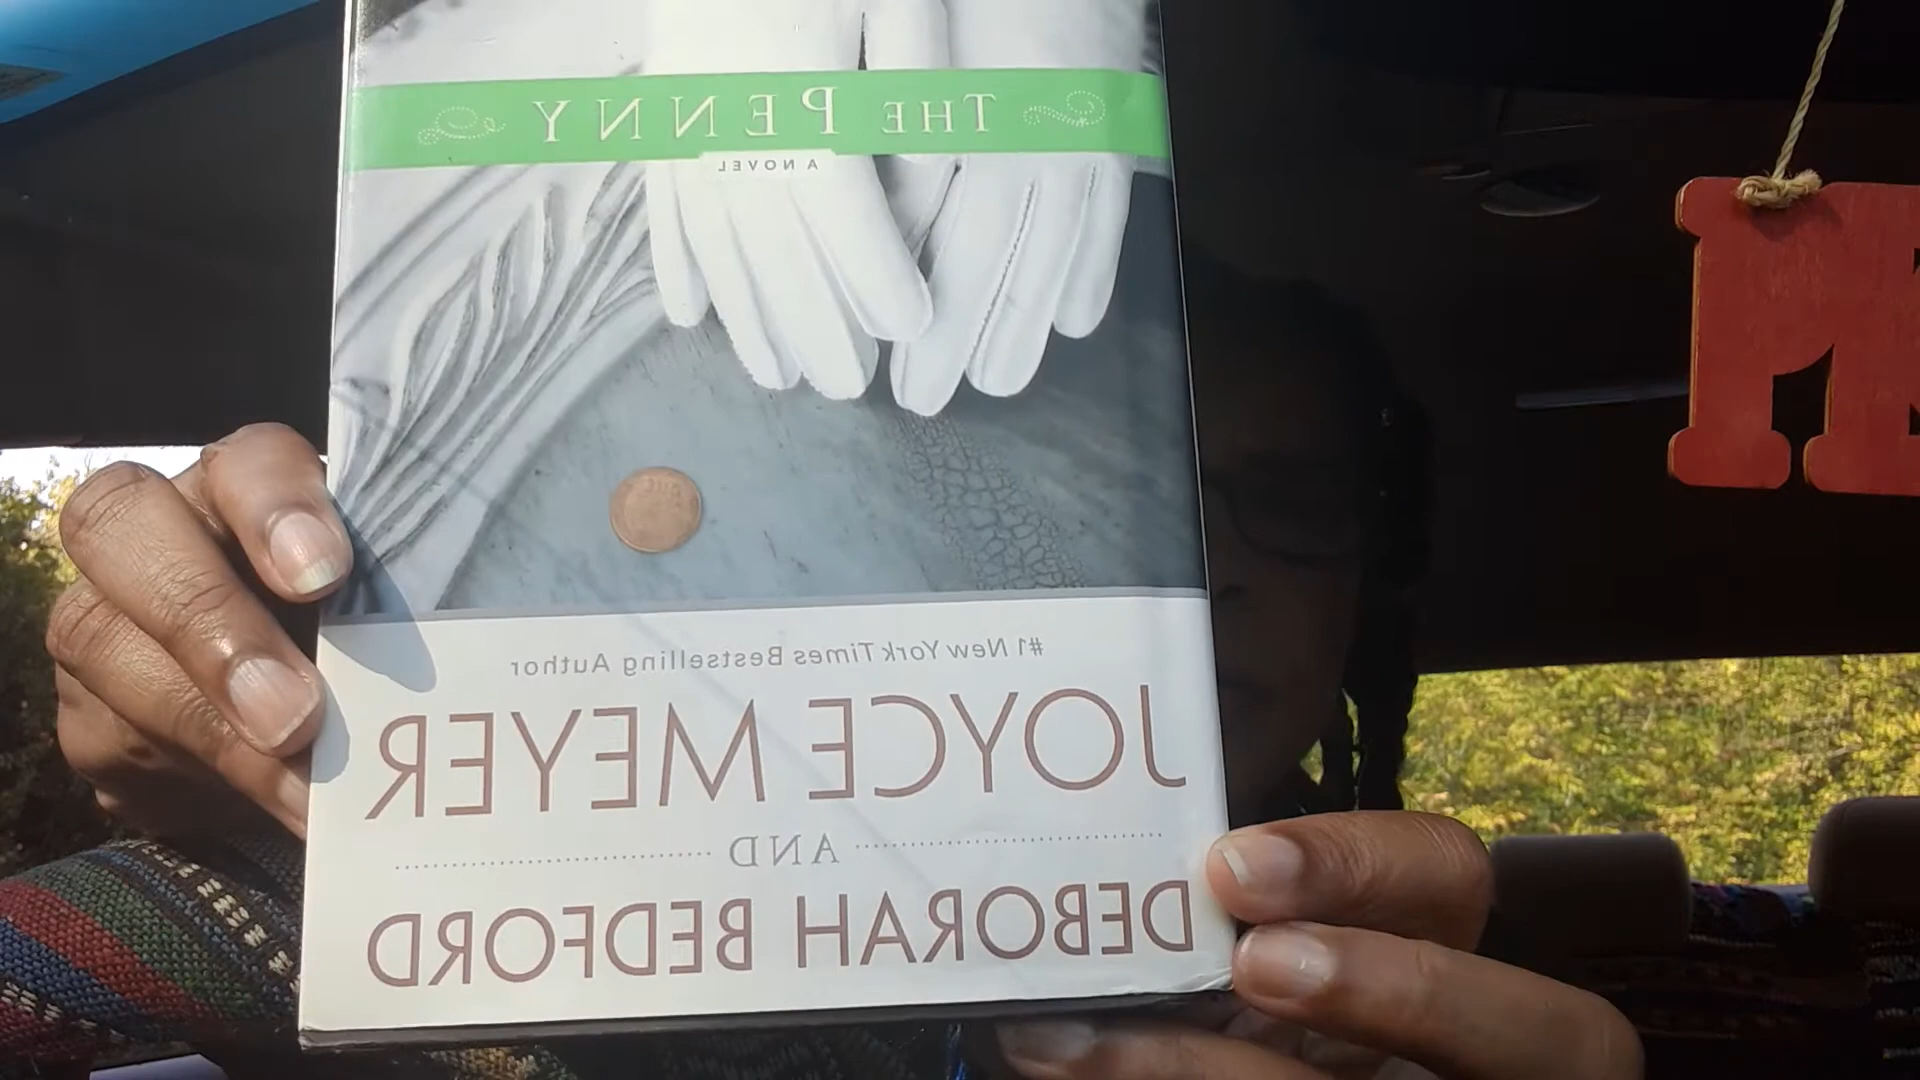 THE PENNY
A NOVEL
#1 New York Times Bestselling Author
JOYCE MEYER
AND
DEBORAH BEDFORD